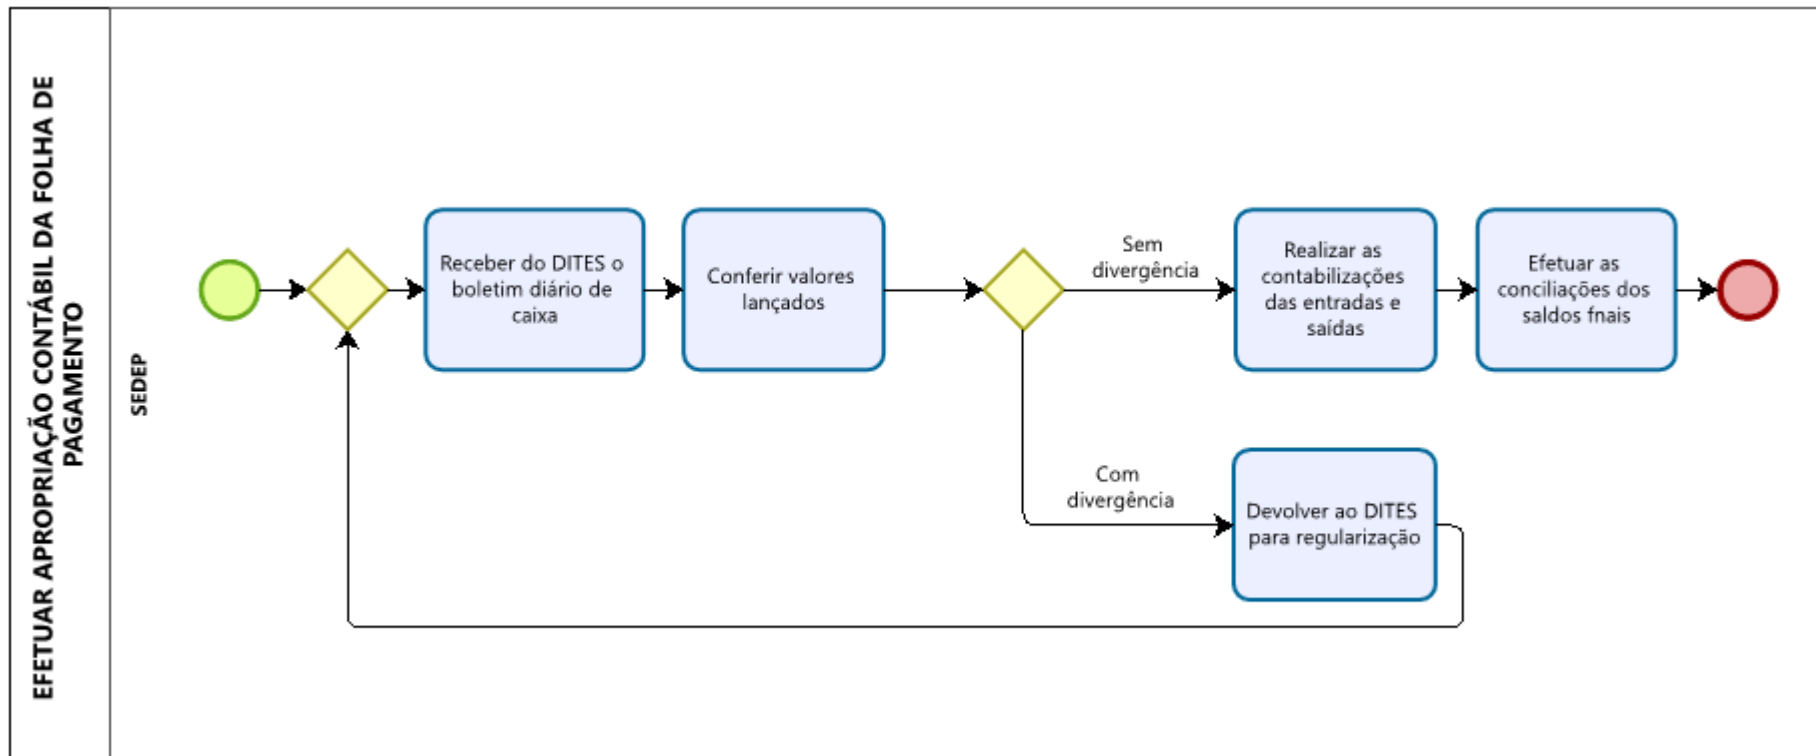 EFETUAR APROPRIAÇÃO CONTÁBIL DA FOLHA DE
PAGAMENTO
SEDEP
Receber do DITES o
boletim diário de
caixa
Conferir valores
lançados
Sem
divergência
Realizar as
contabilizações
das entradas e
saídas
Efetuar as
conciliações dos
saldos fnais
Com
divergência
Devolver ao DITES
para regularização